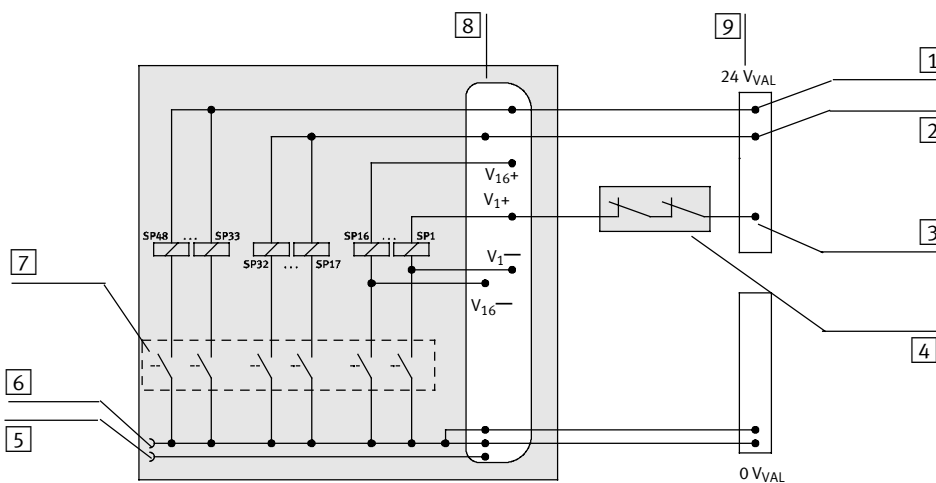 8
9
1
24 VVAL
2
V16+
V1+
SP48 ... SP33
SP16 ... SP1
3
SP32 ... SP17
V1—
7
V16—
4
6
5
0 VVAL